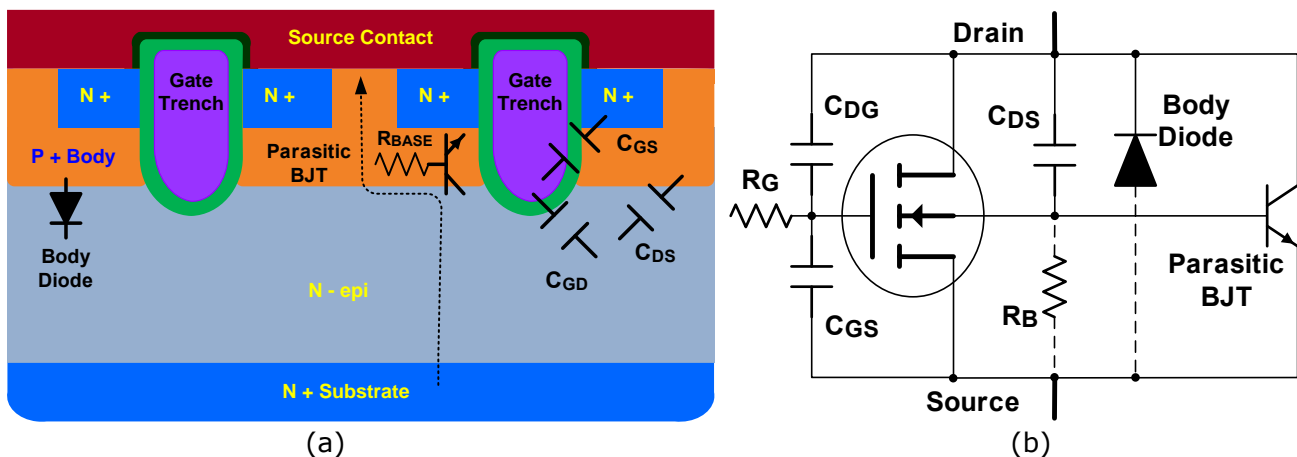 Source Contact
Gate
Trench
Gate
Trench
N +
N +
N +
N +
P + Body
RBASE
Parasitic
BJT
CGS
Body
Diode
CDS
CGD
N - epi
N + Substrate
(a)
Drain
CDG
CDS
Body
Diode
RG
CGS
RB
Parasitic
BJT
Source
(b)